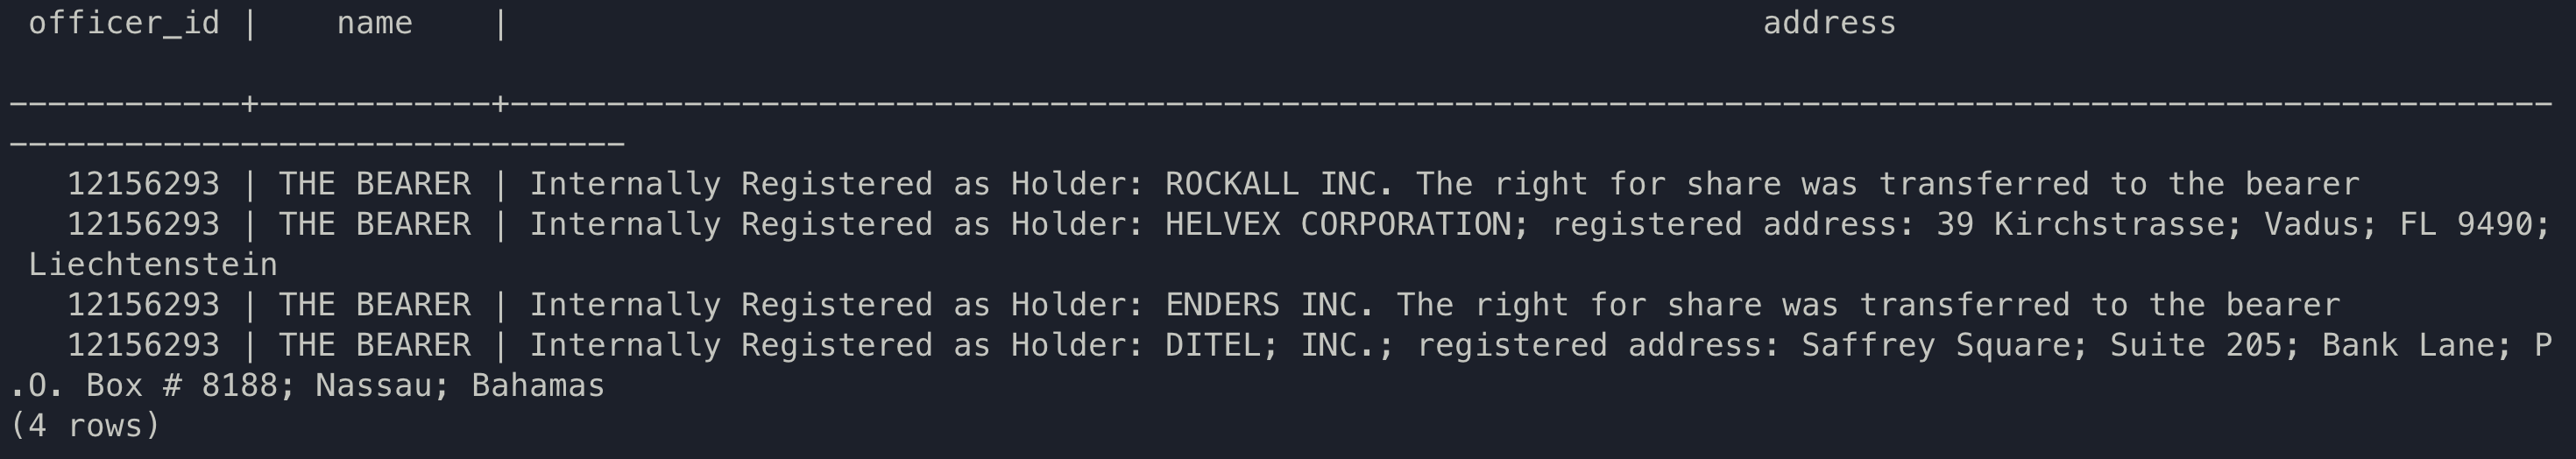 officer_id | name | address
------------+------------+----------------------------------------------------------------------------------------------------------
--------------------------------
12156293 | THE BEARER | Internally Registered as Holder: ROCKALL INC. The right for share was transferred to the bearer
12156293 | THE BEARER | Internally Registered as Holder: HELVEX CORPORATION; registered address: 39 Kirchstrasse; Vadus; FL 9490;
Liechtenstein
12156293 | THE BEARER | Internally Registered as Holder: ENDERS INC. The right for share was transferred to the bearer
12156293 | THE BEARER | Internally Registered as Holder: DITEL; INC.; registered address: Saffrey Square; Suite 205; Bank Lane; P
.O. Box # 8188; Nassau; Bahamas
(4 rows)